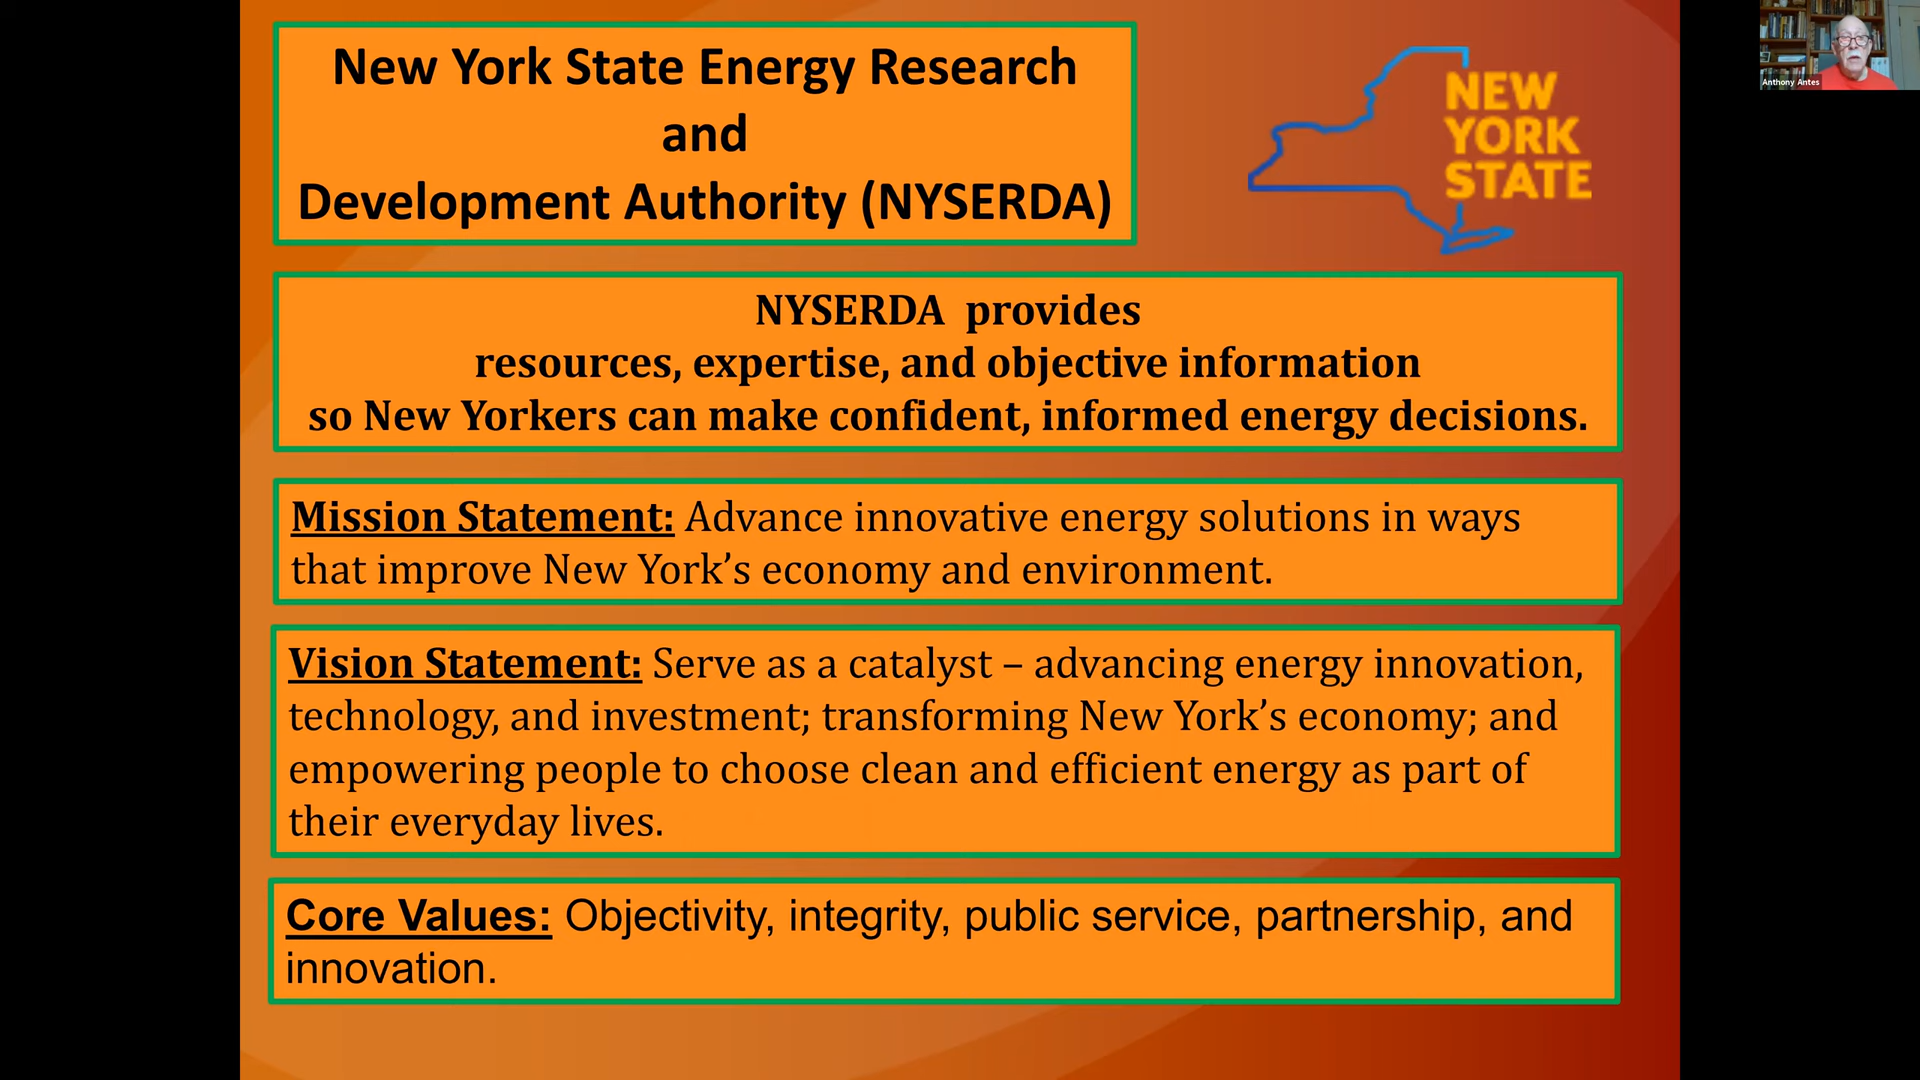 New York State Energy Research
and
Development Authority (NYSERDA)
NEW
YORK
STATE
Anthony Antes
NYSERDA  provides
resources, expertise, and objective information
so New Yorkers can make confident, informed energy decisions.
Mission Statement: Advance innovative energy solutions in ways
that improve New York’s economy and environment.
Vision Statement: Serve as a catalyst – advancing energy innovation,
technology, and investment; transforming New York’s economy; and
empowering people to choose clean and efficient energy as part of
their everyday lives.
Core Values: Objectivity, integrity, public service, partnership, and
innovation.